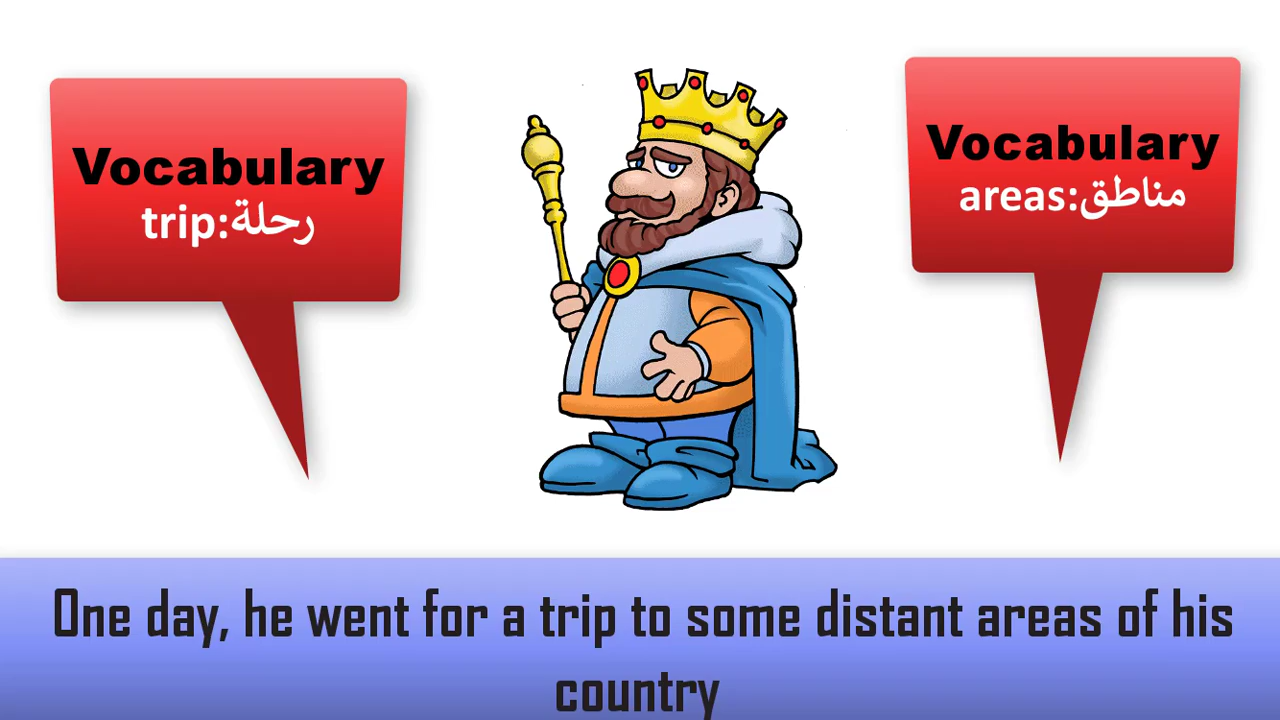 Vocabulary
trip:رحلة
Vocabulary
areas:مناطق
One day, he went for a trip to some distant areas of his
country